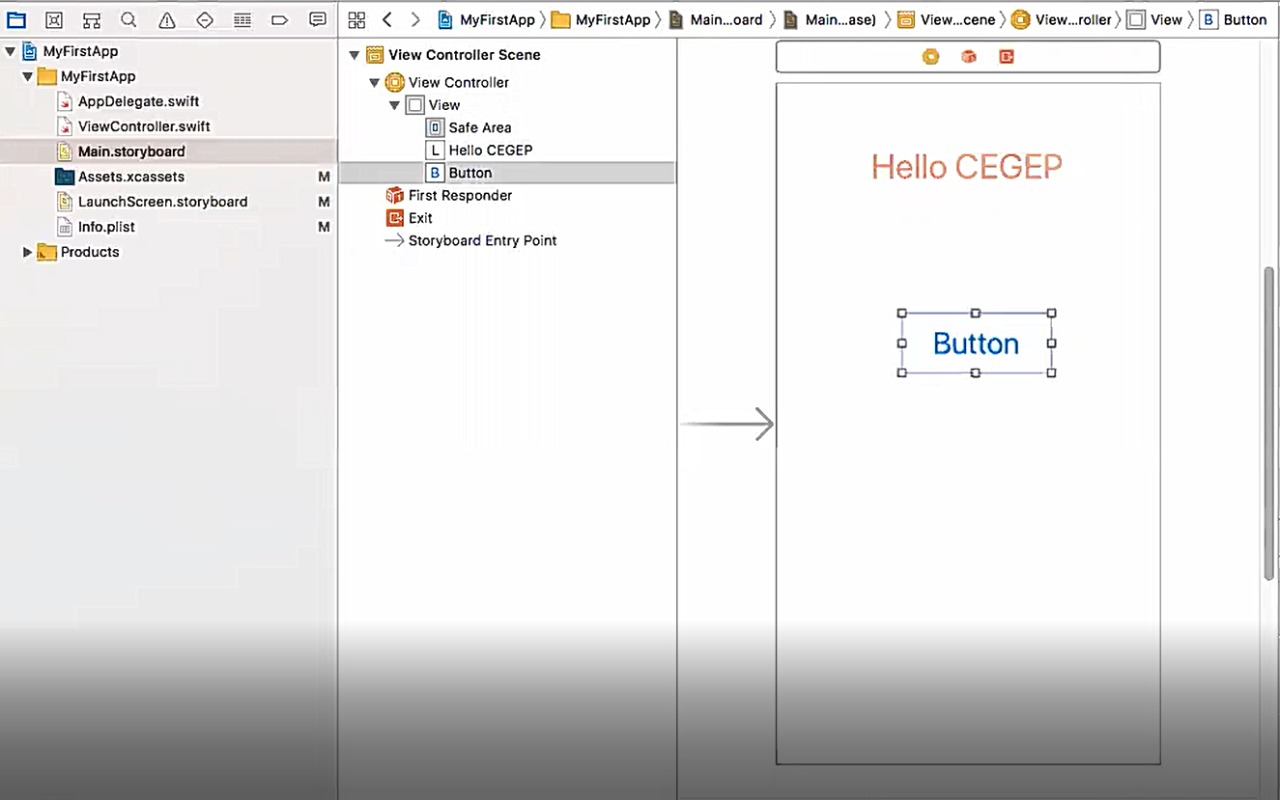 MyFirstApp MyFirstApp Main...oard Main...ase) View...cene View...roller View B Button
MyFirstApp
MyFirstApp
AppDelegate.swift
ViewController.swift
Main.storyboard
Assets.xcassets M
LaunchScreen.storyboard M
Info.plist M
Products
View Controller Scene
View Controller
View
Safe Area
L Hello CEGEP
B Button
First Responder
Exit
Storyboard Entry Point
Hello CEGEP
Button